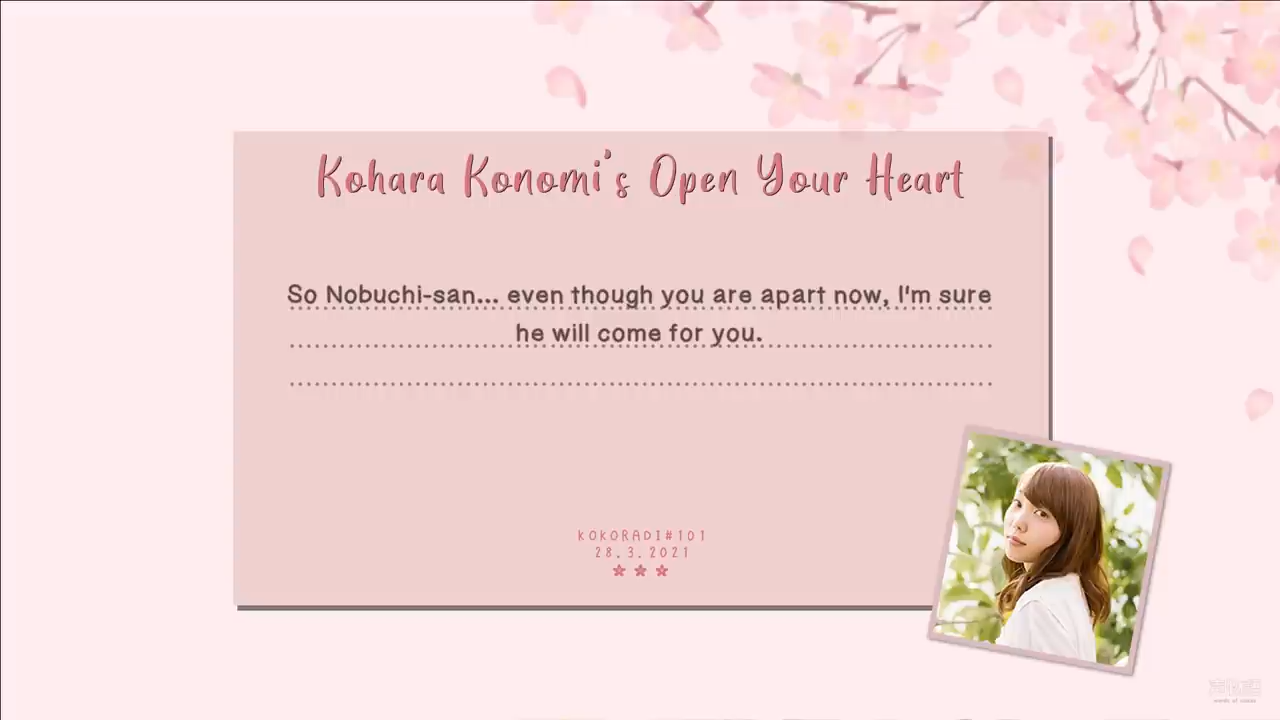 Kohara Konomi's Open Your Heart
So Nobuchi-san... even though you are apart now, I'm sure
he will come for you.
KOKORADI#101
28.3.2021